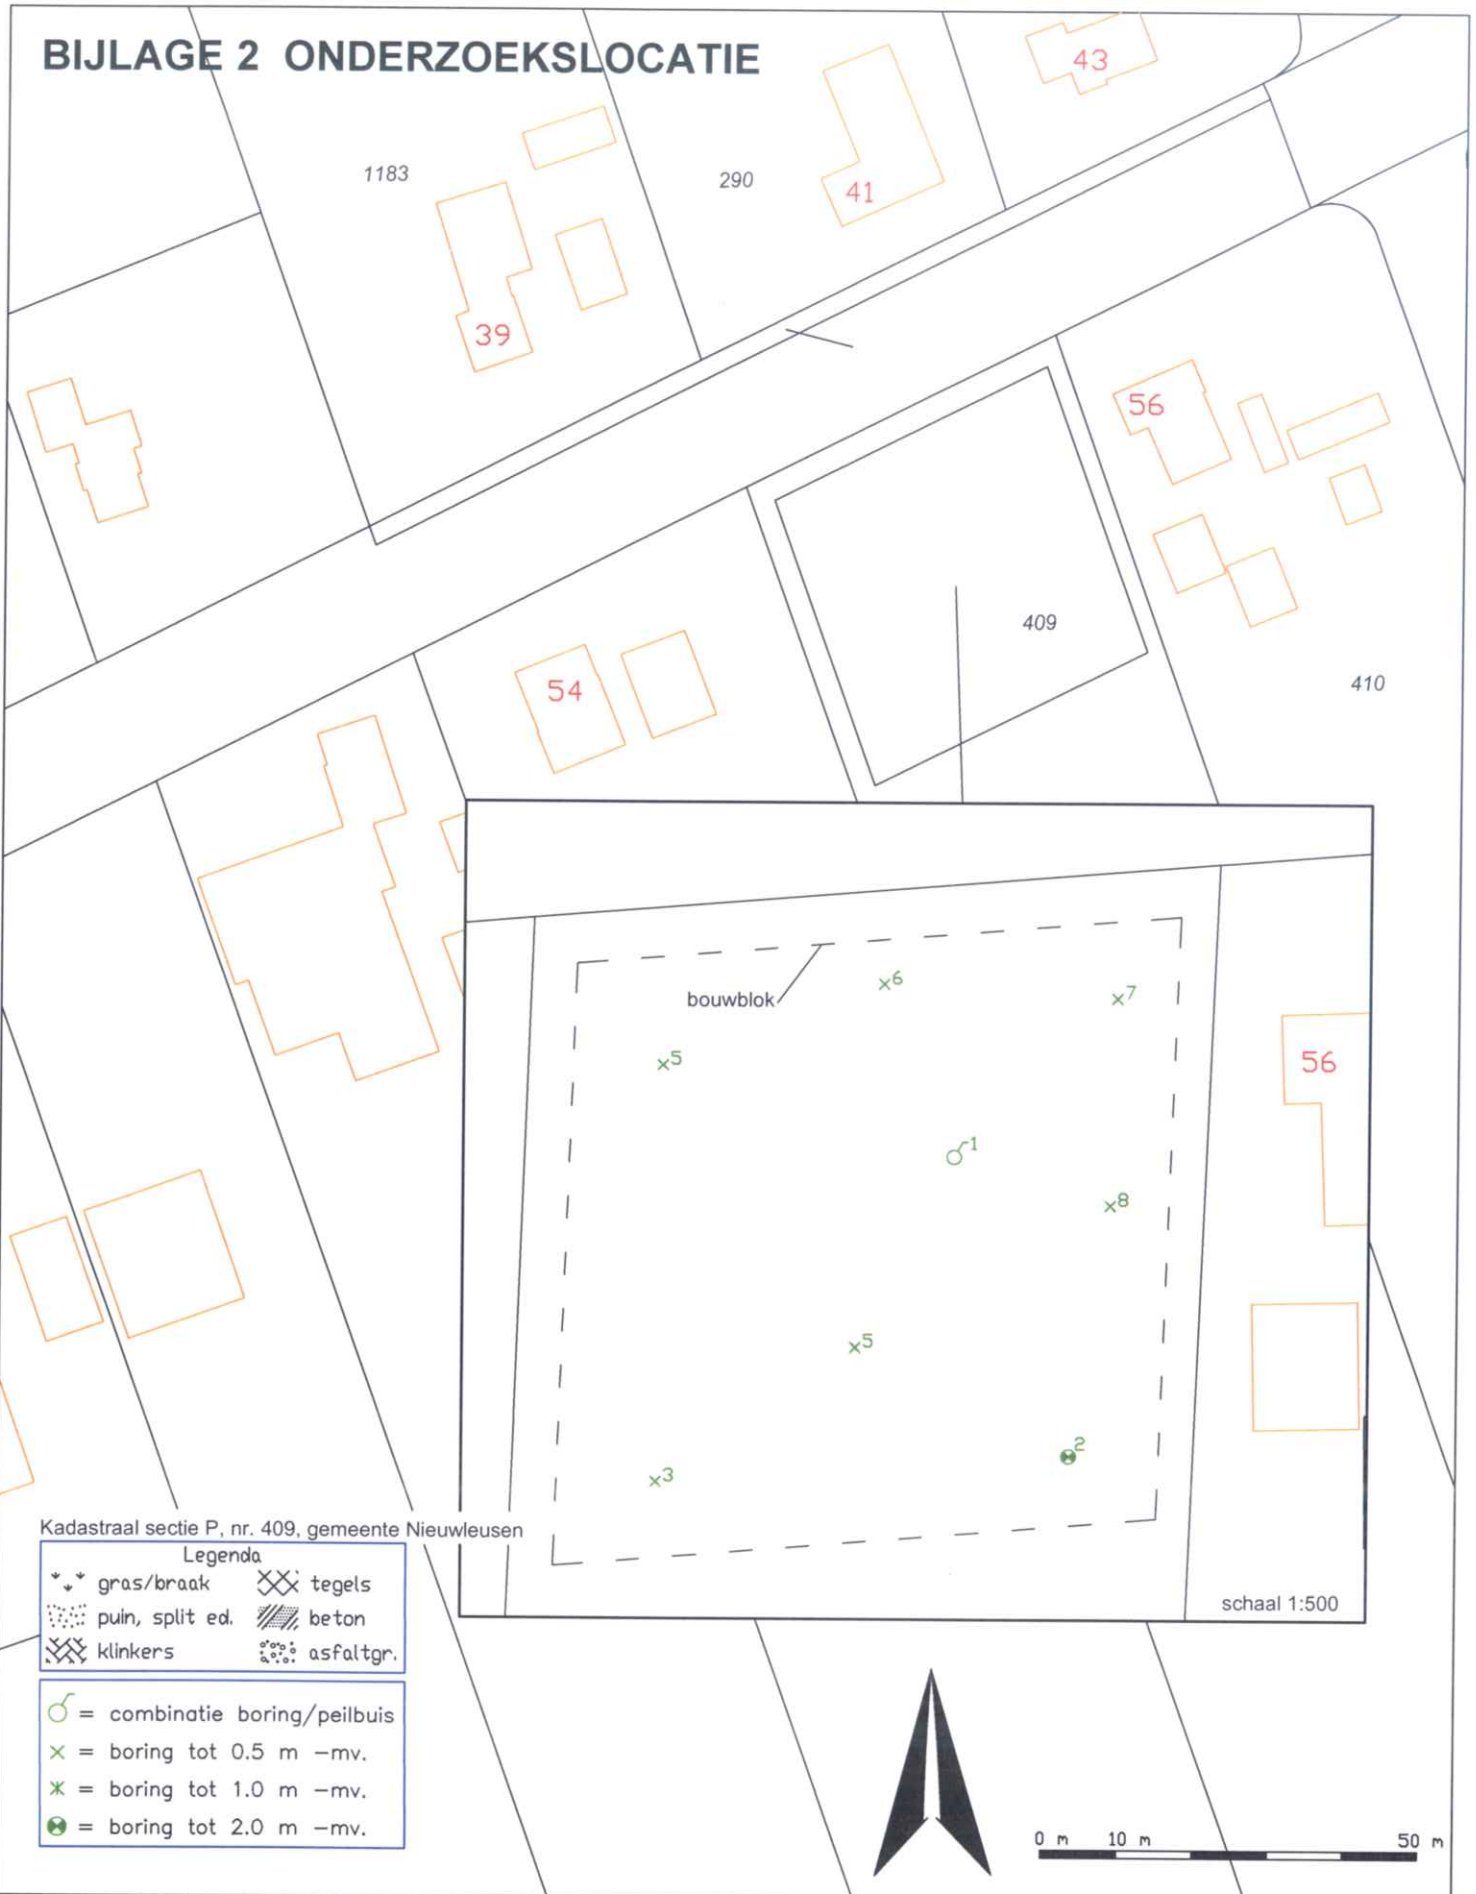 BIJLAGE 2 ONDERZOEKSLOCATIE
43
1183
290
41
39
56
409
54
410
bouwblok
6
7
5
56
1
8
5
2
3
Kadastraal sectie P, nr. 409, gemeente Nieuwleusen
Legenda
gras/braak tegels
puin, split ed. beton
klinkers asfaltgr.
schaal 1:500
= combinatie boring/peilbuis
= boring tot 0.5 m -mv.
= boring tot 1.0 m -mv.
= boring tot 2.0 m -mv.
0 m 10 m 50 m